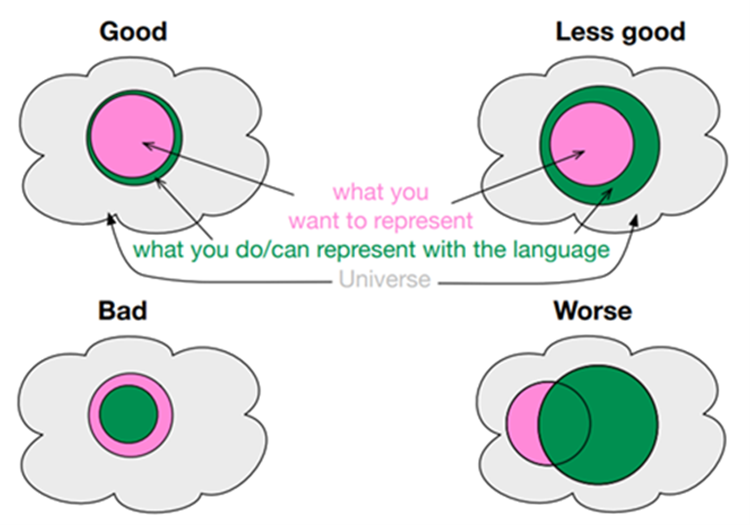 Good
Less good
what you
want to represent
what you do/can represent with the language
Universe
Bad
Worse